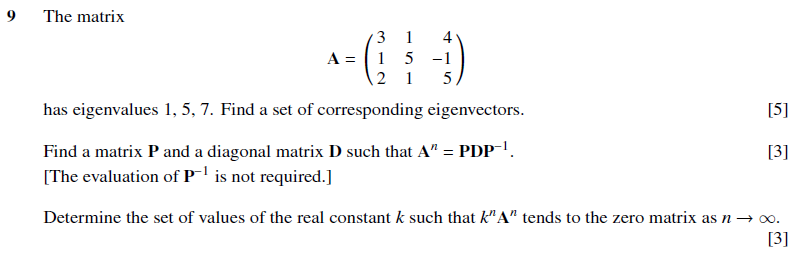 9 The matrix
A = ( 3 1 4
1 5 −1
2 1 5 )
has eigenvalues 1, 5, 7. Find a set of corresponding eigenvectors. [5]
Find a matrix P and a diagonal matrix D such that Aⁿ = PDP⁻¹. [3]
[The evaluation of P⁻¹ is not required.]
Determine the set of values of the real constant k such that kⁿAⁿ tends to the zero matrix as n → ∞.
[3]